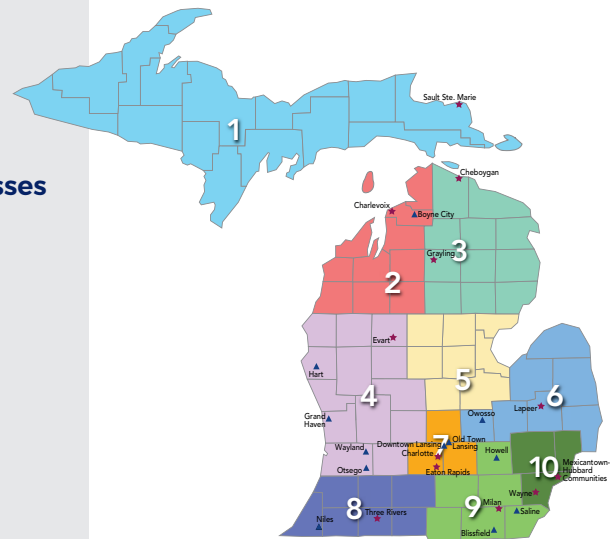 sses
Sault Ste. Marie
1
Cheboygan
Charlevoix
Boyne City
Grayling
3
2
Evart
Hart
5
4
6
Lapeer
Grand
Haven
Owosso
7
Downtown Lansing
Old Town
Lansing
Wayland
Charlotte
Howell
Otsego
Eaton Rapids
10
Mexicantown-
Hubbard
Communities
Wayne
8
9
Milan
Three Rivers
Saline
Niles
Blissfield